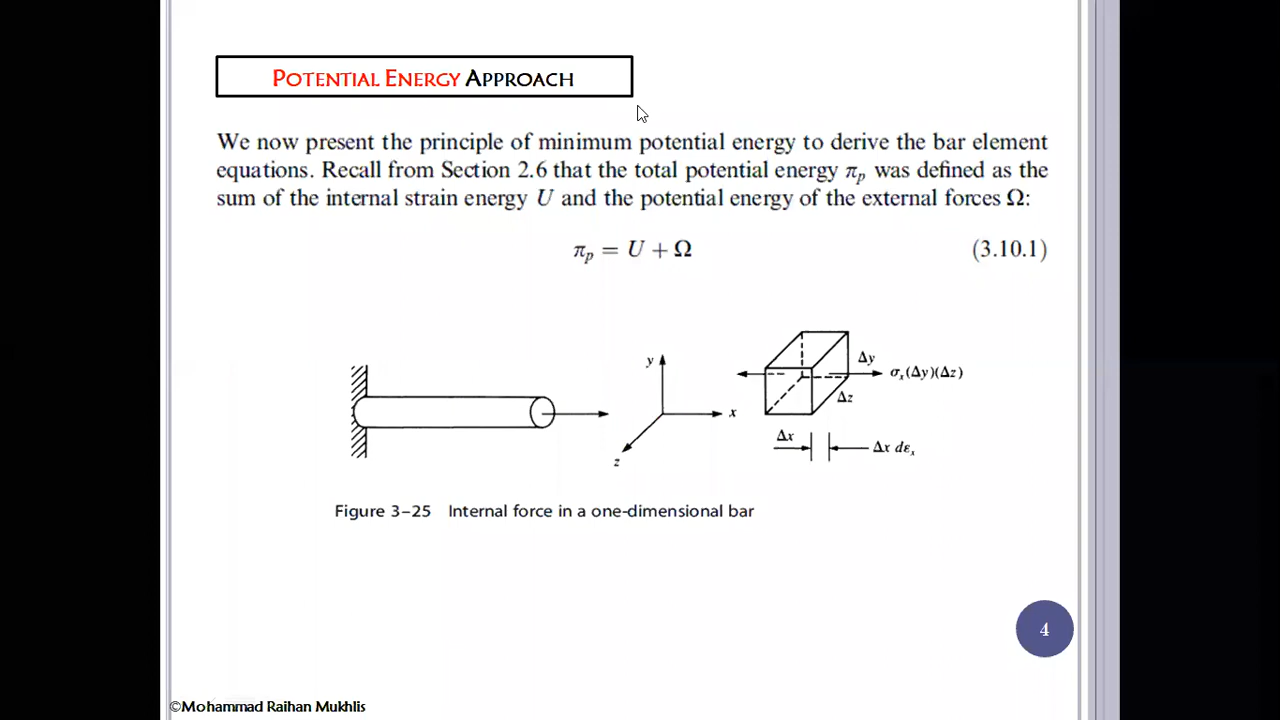 POTENTIAL ENERGY APPROACH
We now present the principle of minimum potential energy to derive the bar element
equations. Recall from Section 2.6 that the total potential energy πp was defined as the
sum of the internal strain energy U and the potential energy of the external forces Ω:
πp = U + Ω (3.10.1)
y
x
z
Δy
σx(Δy)(Δz)
Δz
Δx
Δx dεx
Figure 3–25 Internal force in a one-dimensional bar
4
©Mohammad Raihan Mukhlis